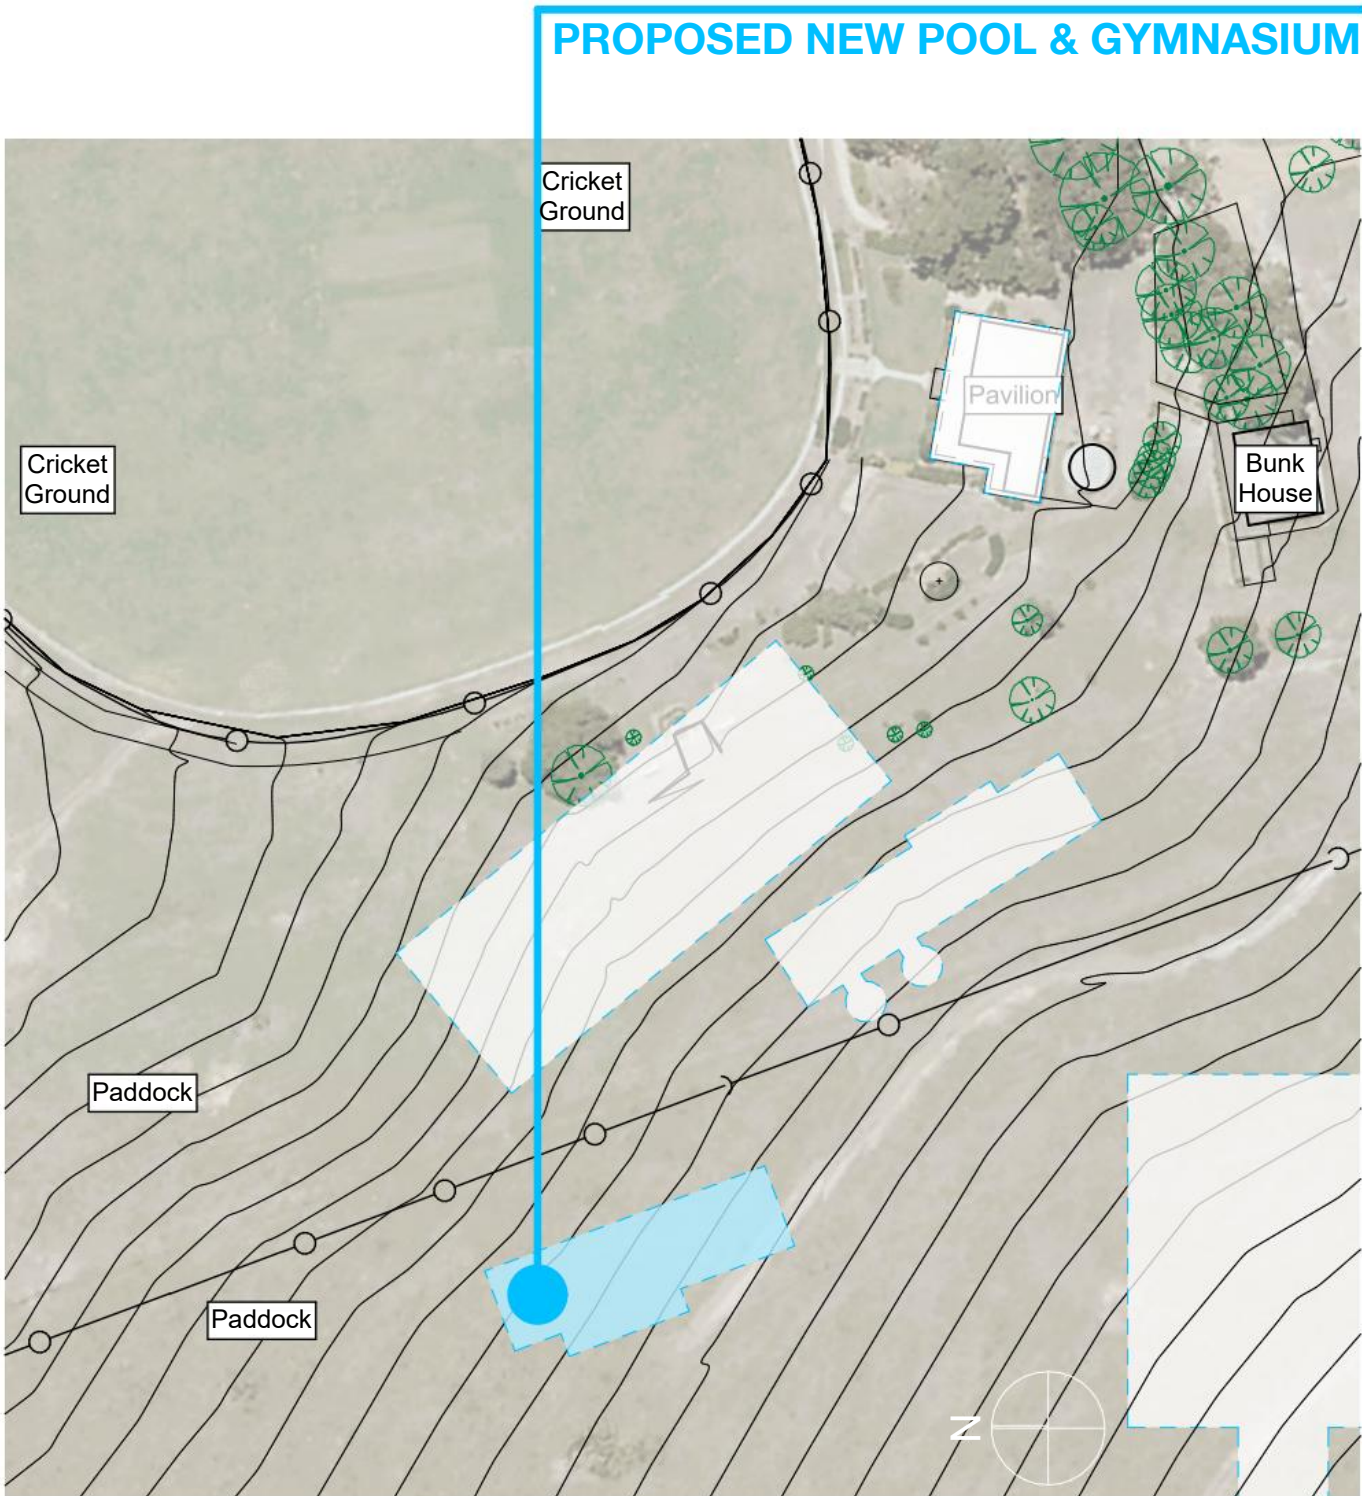 PROPOSED NEW POOL & GYMNASIUM
Cricket
Ground
Pavilion
Cricket
Ground
Bunk
House
Paddock
Paddock
N